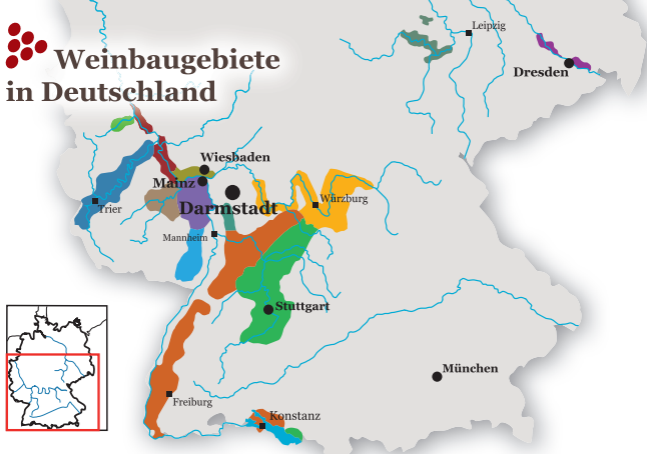 Weinbaugebiete
in Deutschland
Leipzig
Dresden
Wiesbaden
Mainz
Darmstadt
Trier
Würzburg
Mannheim
Stuttgart
München
Freiburg
Konstanz